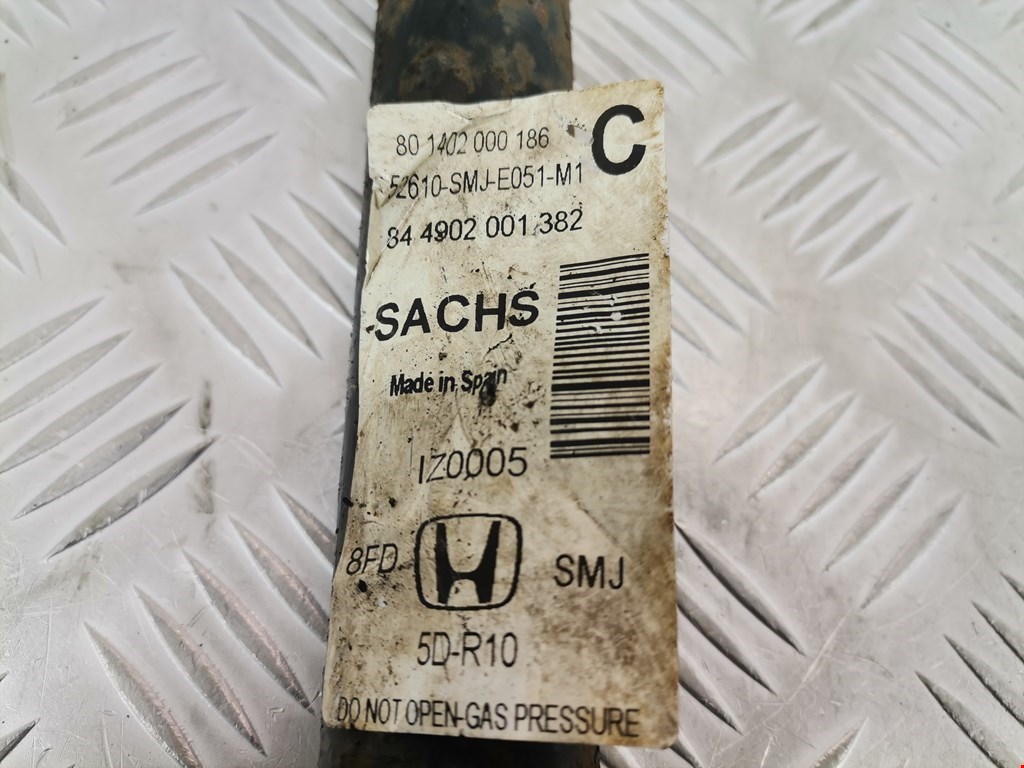 80 1402 000 186
C
52610-SMJ-E051-M1
84 4902 001 382
SACHS
Made in Spain
IZ0005
8FD
SMJ
5D-R10
DO NOT OPEN-GAS PRESSURE